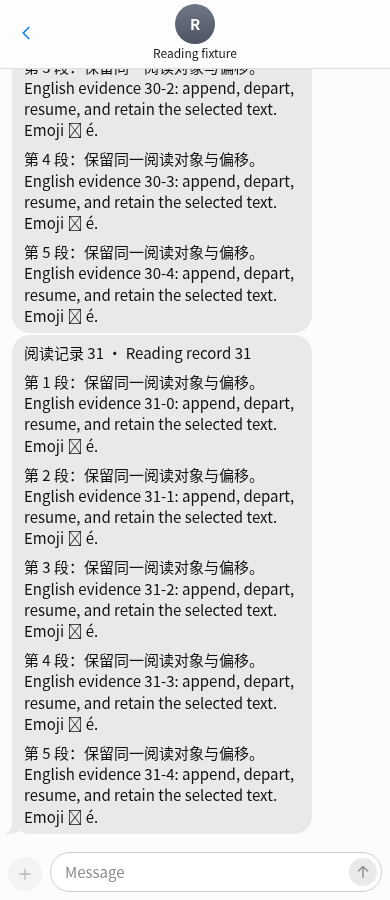 R
Reading fixture
第 3 段：保留同一阅读对象与偏移。
English evidence 30-2: append, depart,
resume, and retain the selected text.
Emoji é.
第 4 段：保留同一阅读对象与偏移。
English evidence 30-3: append, depart,
resume, and retain the selected text.
Emoji é.
第 5 段：保留同一阅读对象与偏移。
English evidence 30-4: append, depart,
resume, and retain the selected text.
Emoji é.
阅读记录 31 · Reading record 31
第 1 段：保留同一阅读对象与偏移。
English evidence 31-0: append, depart,
resume, and retain the selected text.
Emoji é.
第 2 段：保留同一阅读对象与偏移。
English evidence 31-1: append, depart,
resume, and retain the selected text.
Emoji é.
第 3 段：保留同一阅读对象与偏移。
English evidence 31-2: append, depart,
resume, and retain the selected text.
Emoji é.
第 4 段：保留同一阅读对象与偏移。
English evidence 31-3: append, depart,
resume, and retain the selected text.
Emoji é.
第 5 段：保留同一阅读对象与偏移。
English evidence 31-4: append, depart,
resume, and retain the selected text.
Emoji é.
Message